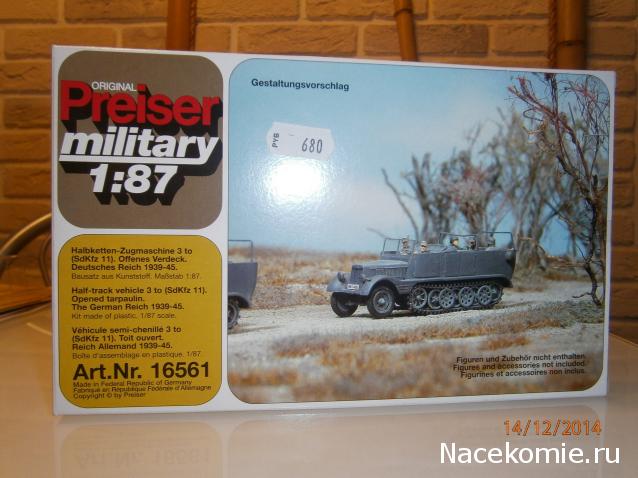 ORIGINAL
Preiser
military
1:87
Gestaltungsvorschlag
РУБ 680
Halbketten-Zugmaschine 3 to
(SdKfz 11). Offenes Verdeck.
Deutsches Reich 1939-45.
Bausatz aus Kunststoff. Maßstab 1:87.
Half-track vehicle 3 to (SdKfz 11).
Opened tarpaulin.
The German Reich 1939-45.
Kit made of plastic. 1/87 scale.
Véhicule semi-chenillé 3 to
(SdKfz 11). Toit ouvert.
Reich Allemand 1939-45.
Boîte d'assemblage en plastique. 1/87.
Art.Nr. 16561
Made in Federal Republic of Germany
Fabriqué en République Fédérale d'Allemagne
Copyright © by Preiser
Figuren und Zubehör nicht enthalten.
Figures and accessories not included.
Figurines et accessoires non inclus.
14/12/2014
Nacekomie.ru